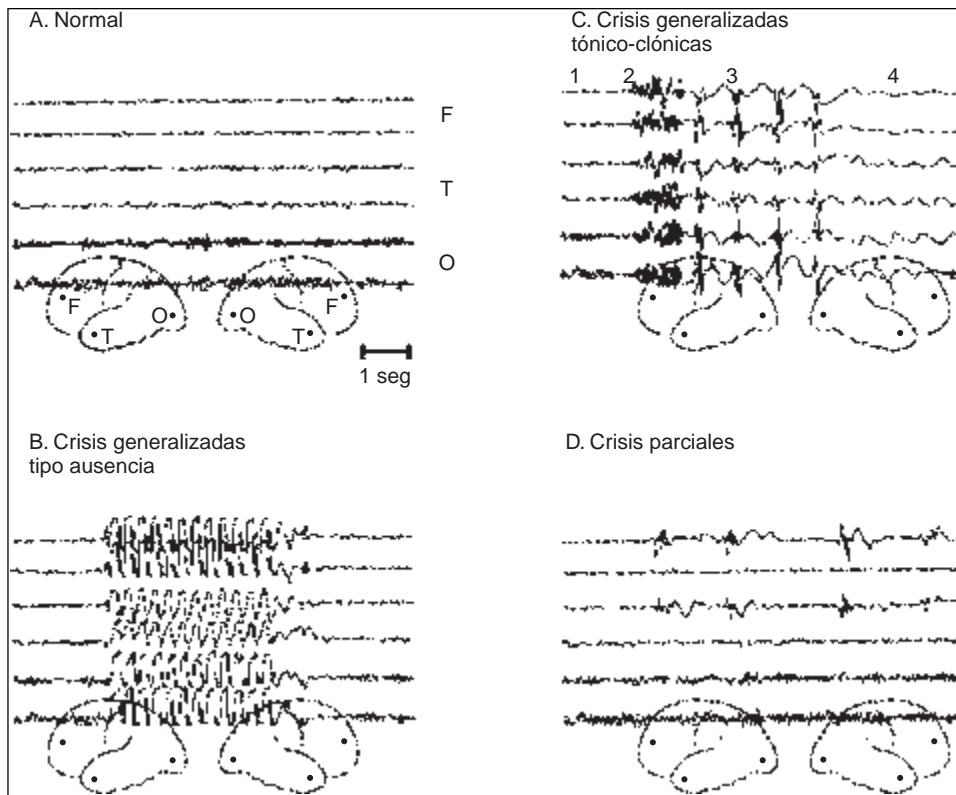 A. Normal
F
T
O
F
T
O
O
T
F
1 seg
C. Crisis generalizadas
tónico-clónicas
1 2 3 4
B. Crisis generalizadas
tipo ausencia
D. Crisis parciales